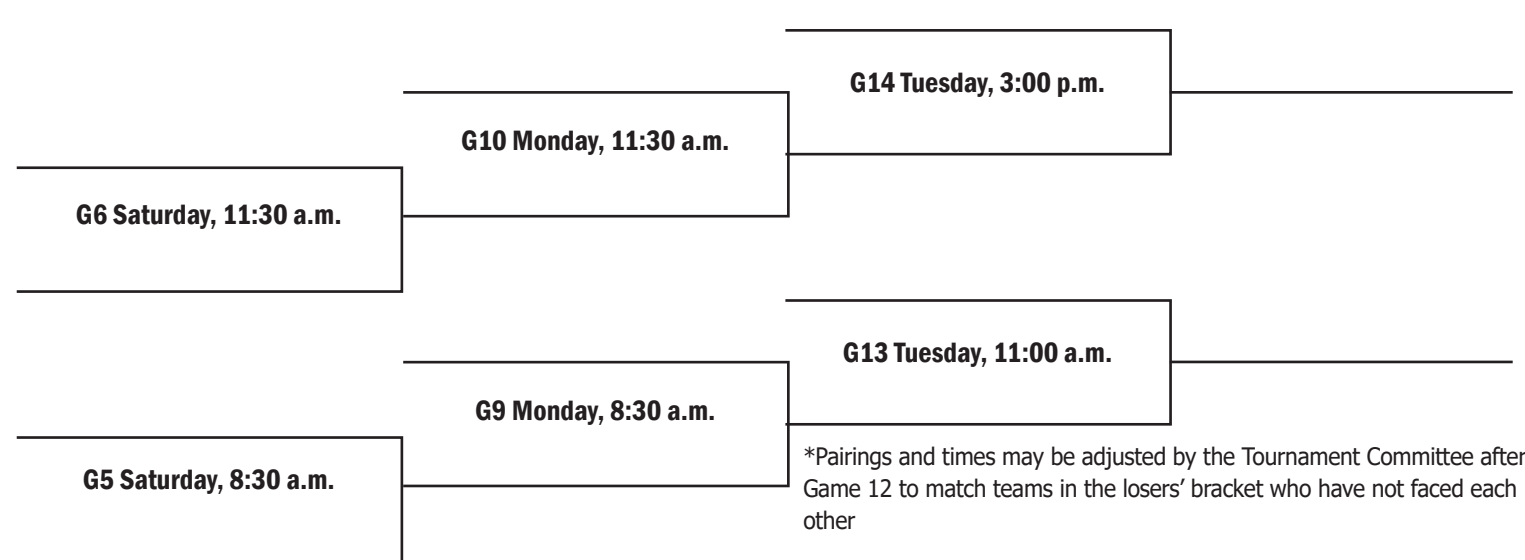 G14 Tuesday, 3:00 p.m.
G10 Monday, 11:30 a.m.
G6 Saturday, 11:30 a.m.
G13 Tuesday, 11:00 a.m.
G9 Monday, 8:30 a.m.
G5 Saturday, 8:30 a.m.
*Pairings and times may be adjusted by the Tournament Committee after
Game 12 to match teams in the losers’ bracket who have not faced each
other